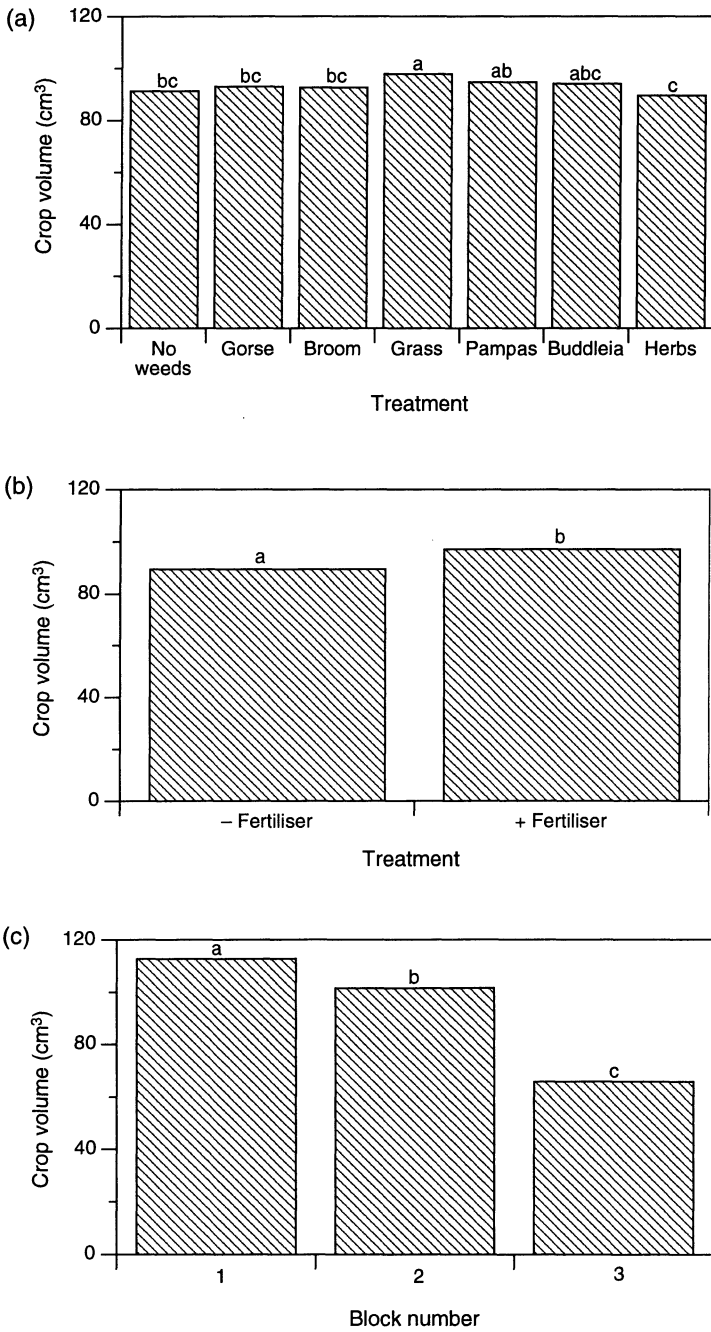 (a)
120
80
40
0
Crop volume (cm³)
bc bc bc a ab abc c
No weeds Gorse Broom Grass Pampas Buddleia Herbs
Treatment
(b)
120
80
40
0
Crop volume (cm³)
a b
– Fertiliser + Fertiliser
Treatment
(c)
120
80
40
0
Crop volume (cm³)
a b c
1 2 3
Block number